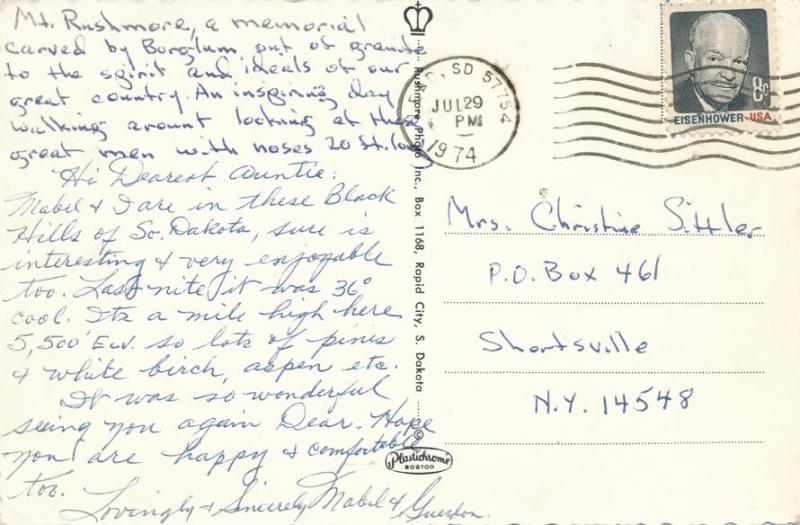 Mt. Rushmore, a memorial
carved by Borglum out of granite
to the spirit and ideals of our
great country. An inspiring day
walking around looking at these
great men with noses 20 ft. long
Hi Dearest Auntie:
Mabel & I are in these Black
Hills of So. Dakota, sure is
interesting & very enjoyable
too. Last nite it was 36°
cool. Its a mile high here
5,500' Elv. so lots of pines
& white birch, aspen etc.
It was so wonderful
seeing you again Dear. Hope
you are happy & comfortable
too.
Lovingly & Sincerely Mabel &
Rushmore Photo Inc., Box 1168, Rapid City, S. Dakota
©
Plastichrome
BOSTON
SD 57754
JUL 29
PM
1974
8c
EISENHOWER·USA
Mrs. Christine Sittler
P.O. Box 461
Shortsville
N.Y. 14548